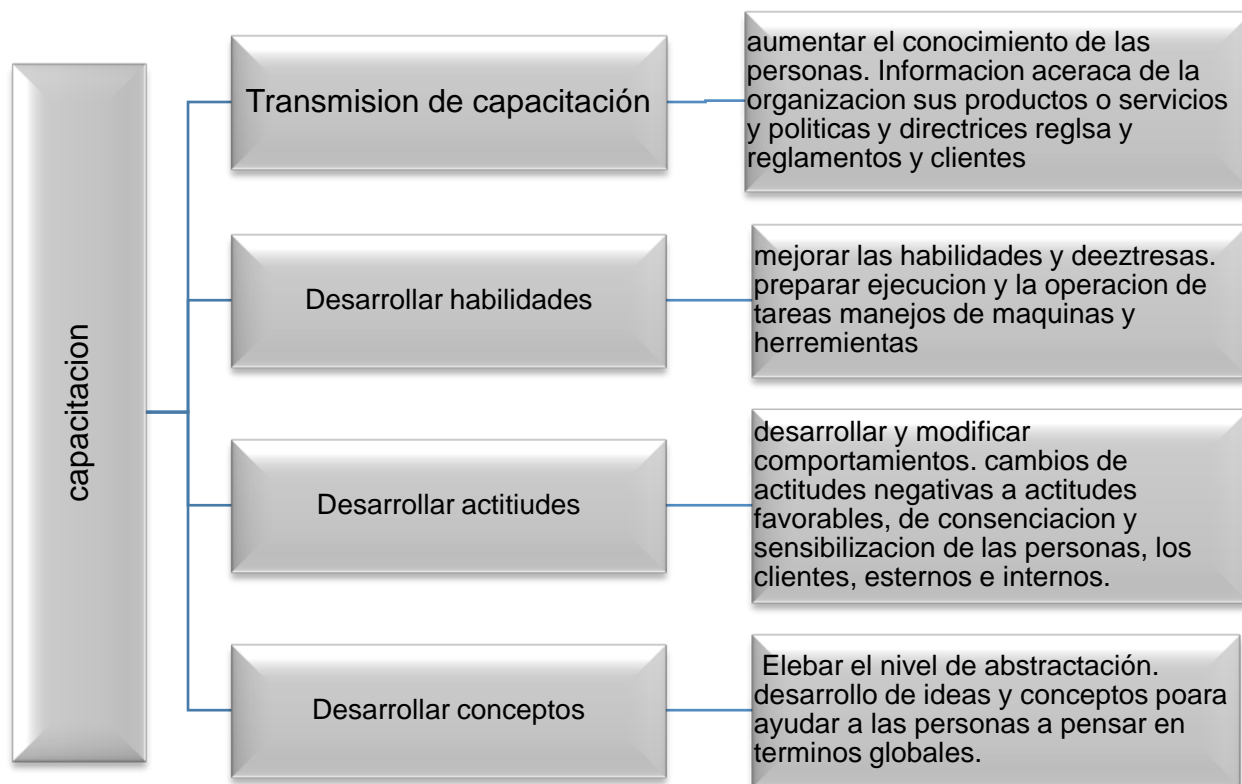 capacitacion
Transmision de capacitación
aumentar el conocimiento de las
personas. Informacion aceraca de la
organizacion sus productos o servicios
y politicas y directrices reglsa y
reglamentos y clientes
Desarrollar habilidades
mejorar las habilidades y deeztresas.
preparar ejecucion y la operacion de
tareas manejos de maquinas y
herremientas
Desarrollar actitiudes
desarrollar y modificar
comportamientos. cambios de
actitudes negativas a actitudes
favorables, de consenciacion y
sensibilizacion de las personas, los
clientes, esternos e internos.
Desarrollar conceptos
Elebar el nivel de abstractación.
desarrollo de ideas y conceptos poara
ayudar a las personas a pensar en
terminos globales.